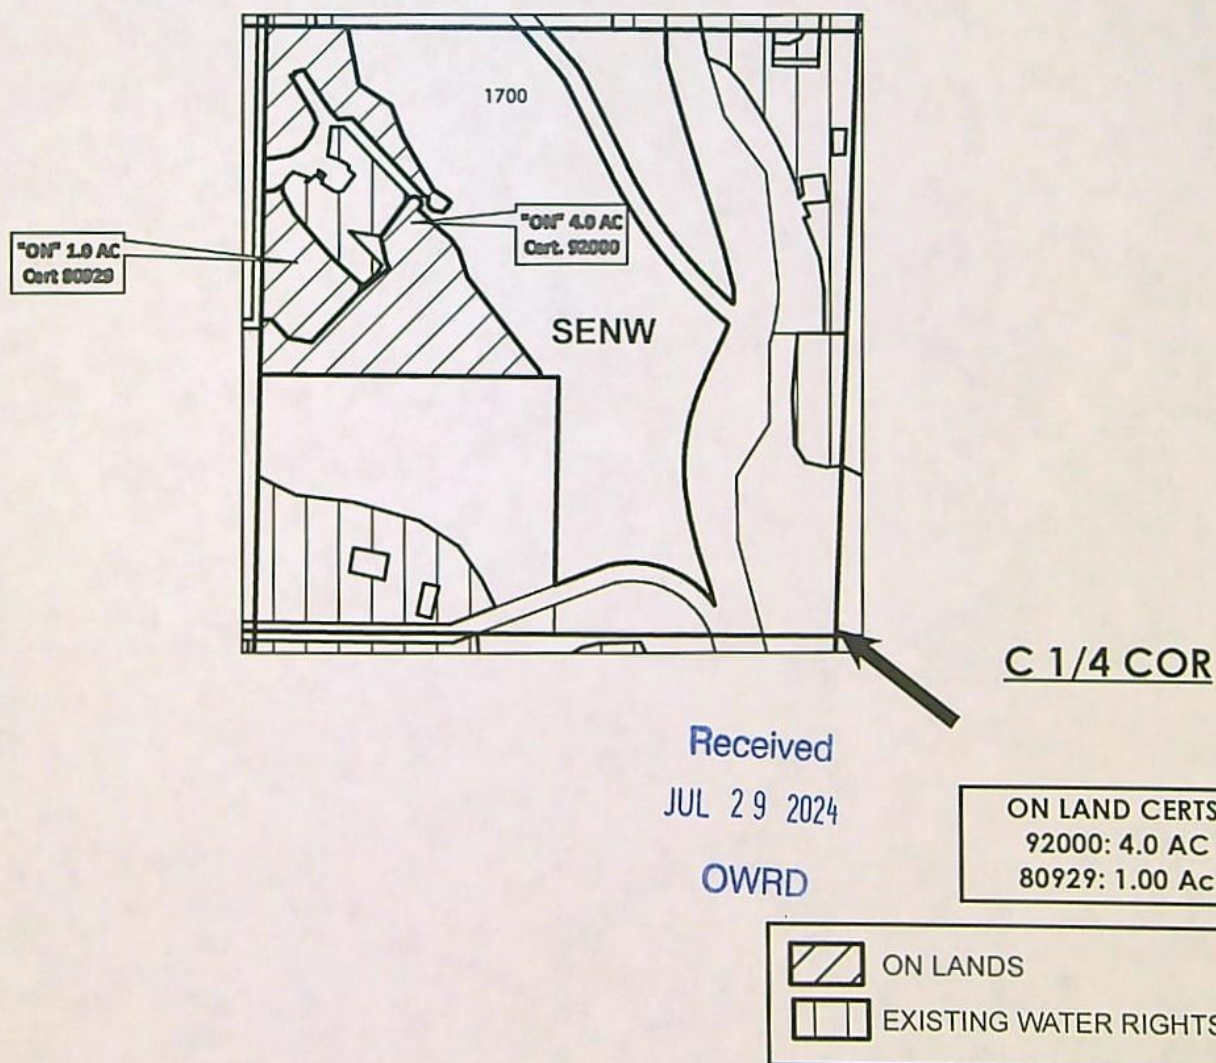 1700
"ON" 4.0 AC
Cert. 92000
"ON" 1.0 AC
Cert 80929
SENW
C 1/4 COR
Received
JUL 29 2024
OWRD
ON LAND CERTS
92000: 4.0 AC
80929: 1.00 Ac
ON LANDS
EXISTING WATER RIGHTS